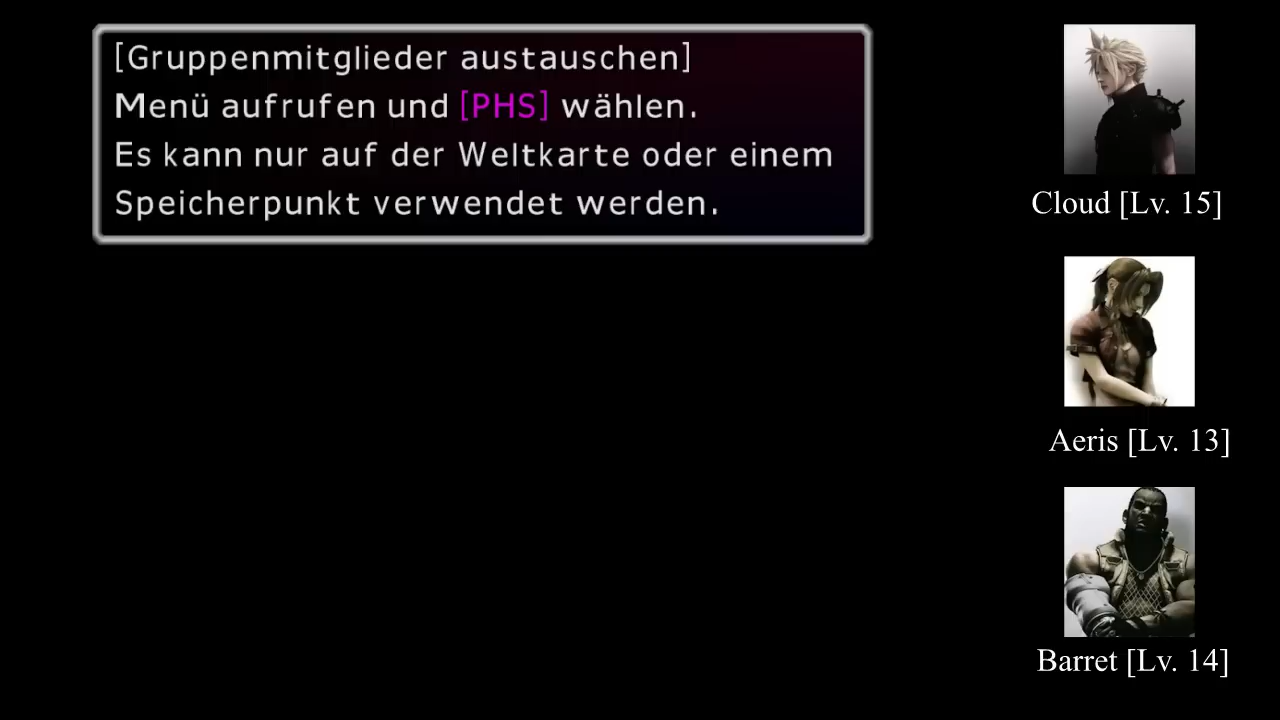 [Gruppenmitglieder austauschen]
Menü aufrufen und [PHS] wählen.
Es kann nur auf der Weltkarte oder einem
Speicherpunkt verwendet werden.
Cloud [Lv. 15]
Aeris [Lv. 13]
Barret [Lv. 14]